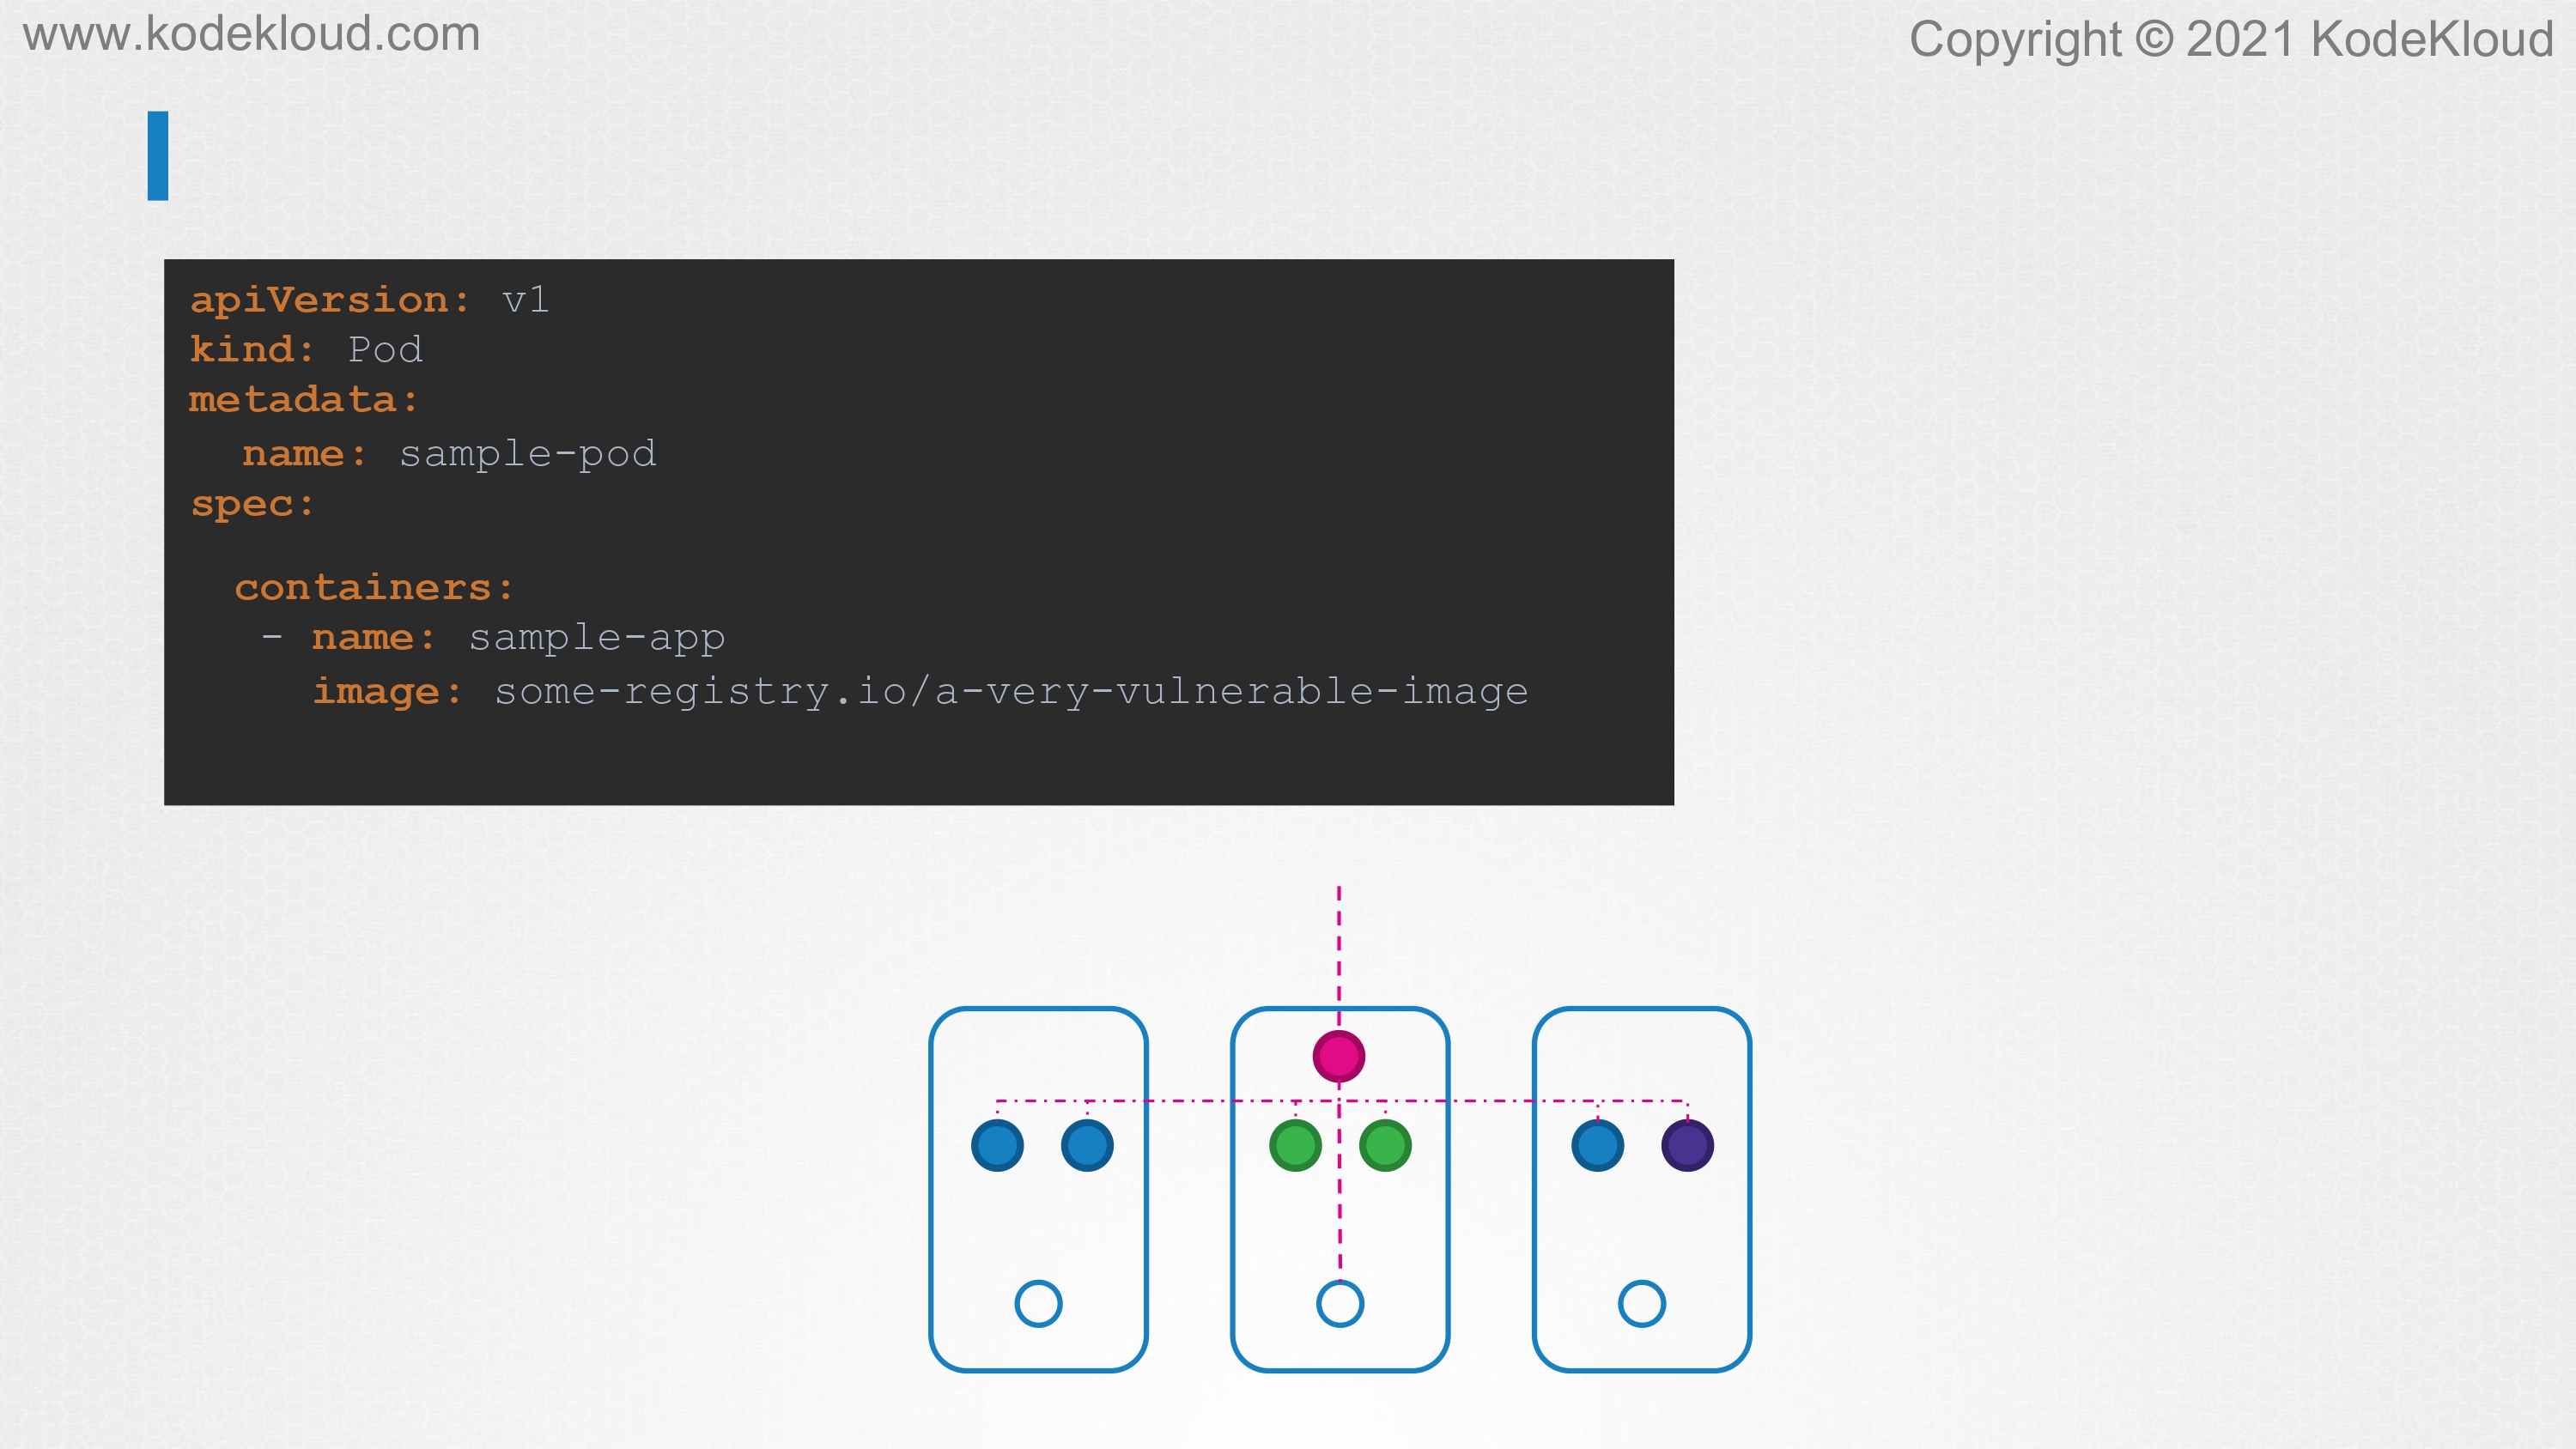 www.kodekloud.com
Copyright © 2021 KodeKloud
apiVersion: v1
kind: Pod
metadata:
name: sample-pod
spec:
containers:
- name: sample-app
image: some-registry.io/a-very-vulnerable-image